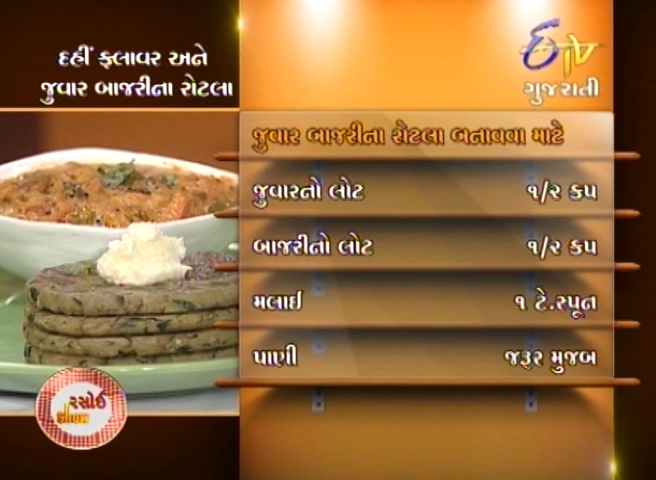 દહીં ફ્લાવર અને
જુવાર બાજરીના રોટલા
ETV
ગુજરાતી
જુવાર બાજરીના રોટલા બનાવવા માટે
જુવારનો લોટ ૧/૨ કપ
બાજરીનો લોટ ૧/૨ કપ
મલાઈ ૧ ટે.સ્પૂન
પાણી જરૂર મુજબ
રસોઈ